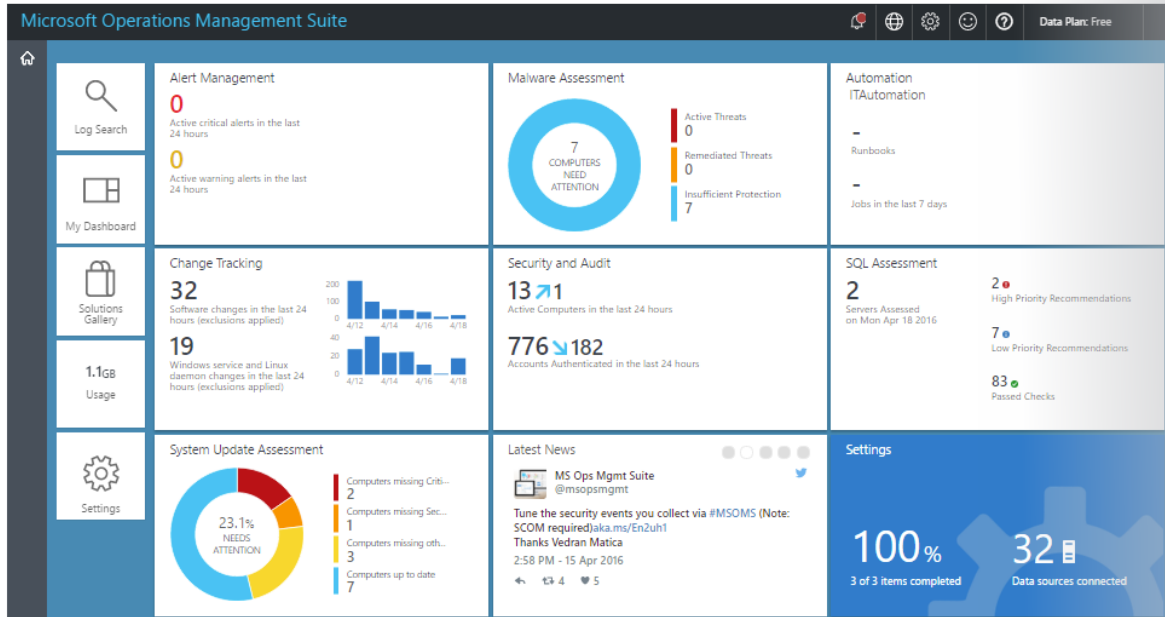 Microsoft Operations Management Suite
Data Plan: Free
Log Search
My Dashboard
Solutions
Gallery
1.1GB
Usage
Settings
Alert Management
0
Active critical alerts in the last
24 hours
0
Active warning alerts in the last
24 hours
Malware Assessment
7
COMPUTERS
NEED
ATTENTION
Active Threats
0
Remediated Threats
0
Insufficient Protection
7
Automation
ITAutomation
-
Runbooks
-
Jobs in the last 7 days
Change Tracking
32
Software changes in the last 24
hours (exclusions applied)
200
100
0
4/12 4/14 4/16 4/18
19
Windows service and Linux
daemon changes in the last 24
hours (exclusions applied)
40
20
0
4/12 4/14 4/16 4/18
Security and Audit
13 1
Active Computers in the last 24 hours
776 182
Accounts Authenticated in the last 24 hours
SQL Assessment
2
Servers Assessed
on Mon Apr 18 2016
2
High Priority Recommendations
7
Low Priority Recommendations
83
Passed Checks
System Update Assessment
23.1%
NEEDS
ATTENTION
Computers missing Criti...
2
Computers missing Sec...
1
Computers missing oth...
3
Computers up to date
7
Latest News
MS Ops Mgmt Suite
@msopsmgmt
Tune the security events you collect via #MSOMS (Note:
SCOM required)aka.ms/En2uh1
Thanks Vedran Matica
2:58 PM - 15 Apr 2016
4 5
Settings
100%
3 of 3 items completed
32
Data sources connected